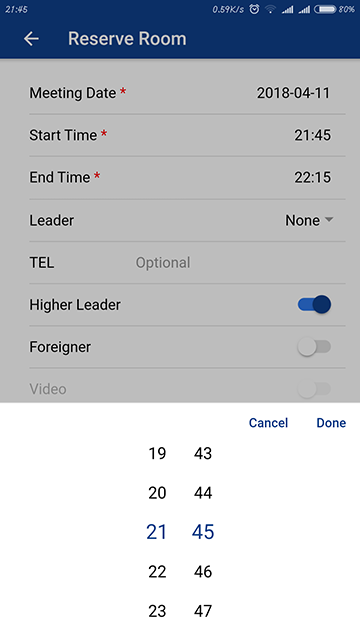 21:45 0.59K/s 80%
Reserve Room
Meeting Date * 2018-04-11
Start Time * 21:45
End Time * 22:15
Leader None
TEL Optional
Higher Leader
Foreigner
Video
Cancel Done
19 43
20 44
21 45
22 46
23 47